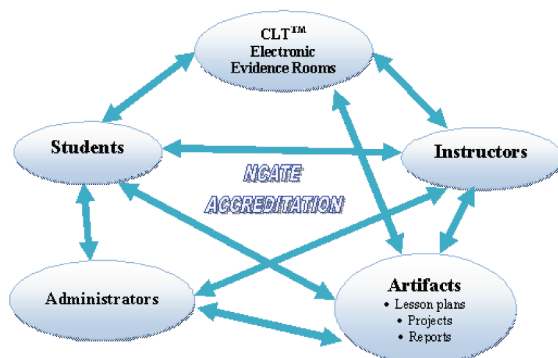 CLT™
Electronic
Evidence Rooms
Students
Instructors
NCATE
ACCREDITATION
Administrators
Artifacts
• Lesson plans
• Projects
• Reports